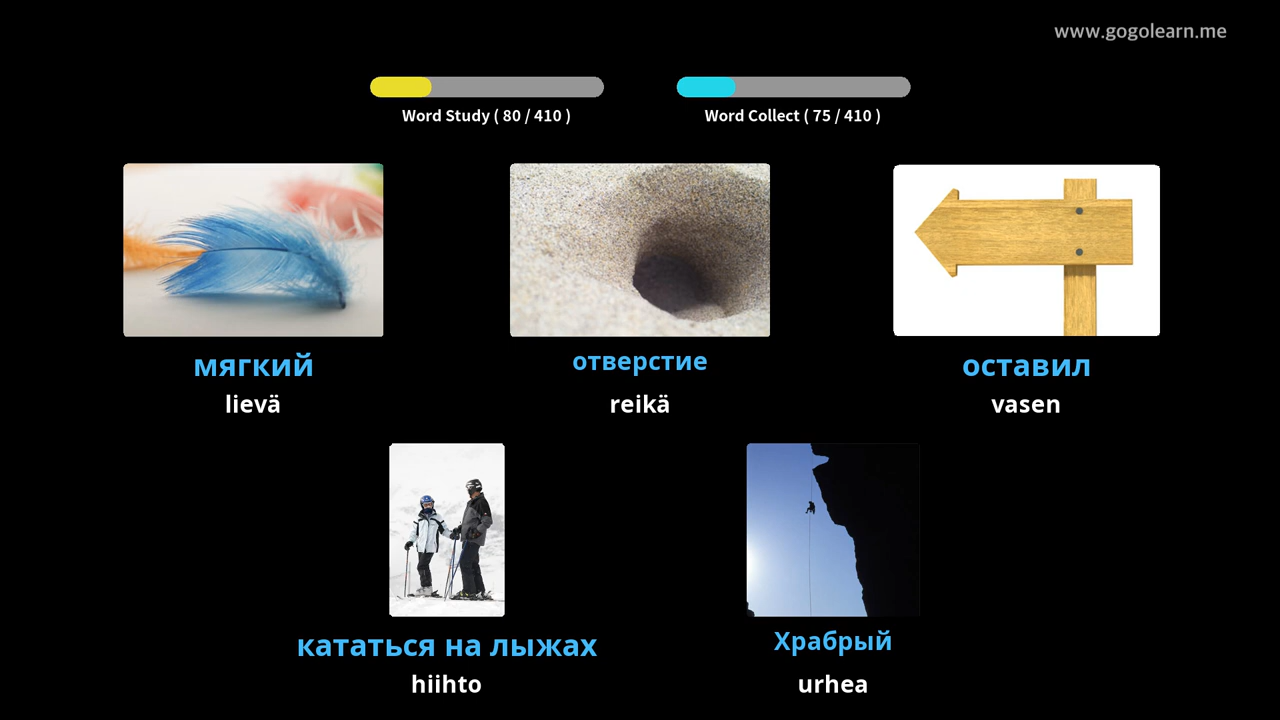 www.gogolearn.me
Word Study ( 80 / 410 )
Word Collect ( 75 / 410 )
мягкий
lievä
отверстие
reikä
оставил
vasen
кататься на лыжах
hiihto
Храбрый
urhea